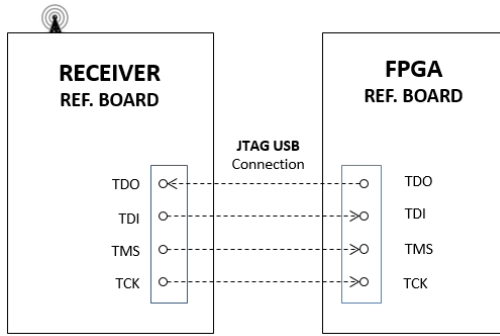 RECEIVER
REF. BOARD
FPGA
REF. BOARD
JTAG USB
Connection
TDO
TDI
TMS
TCK
TDO
TDI
TMS
TCK